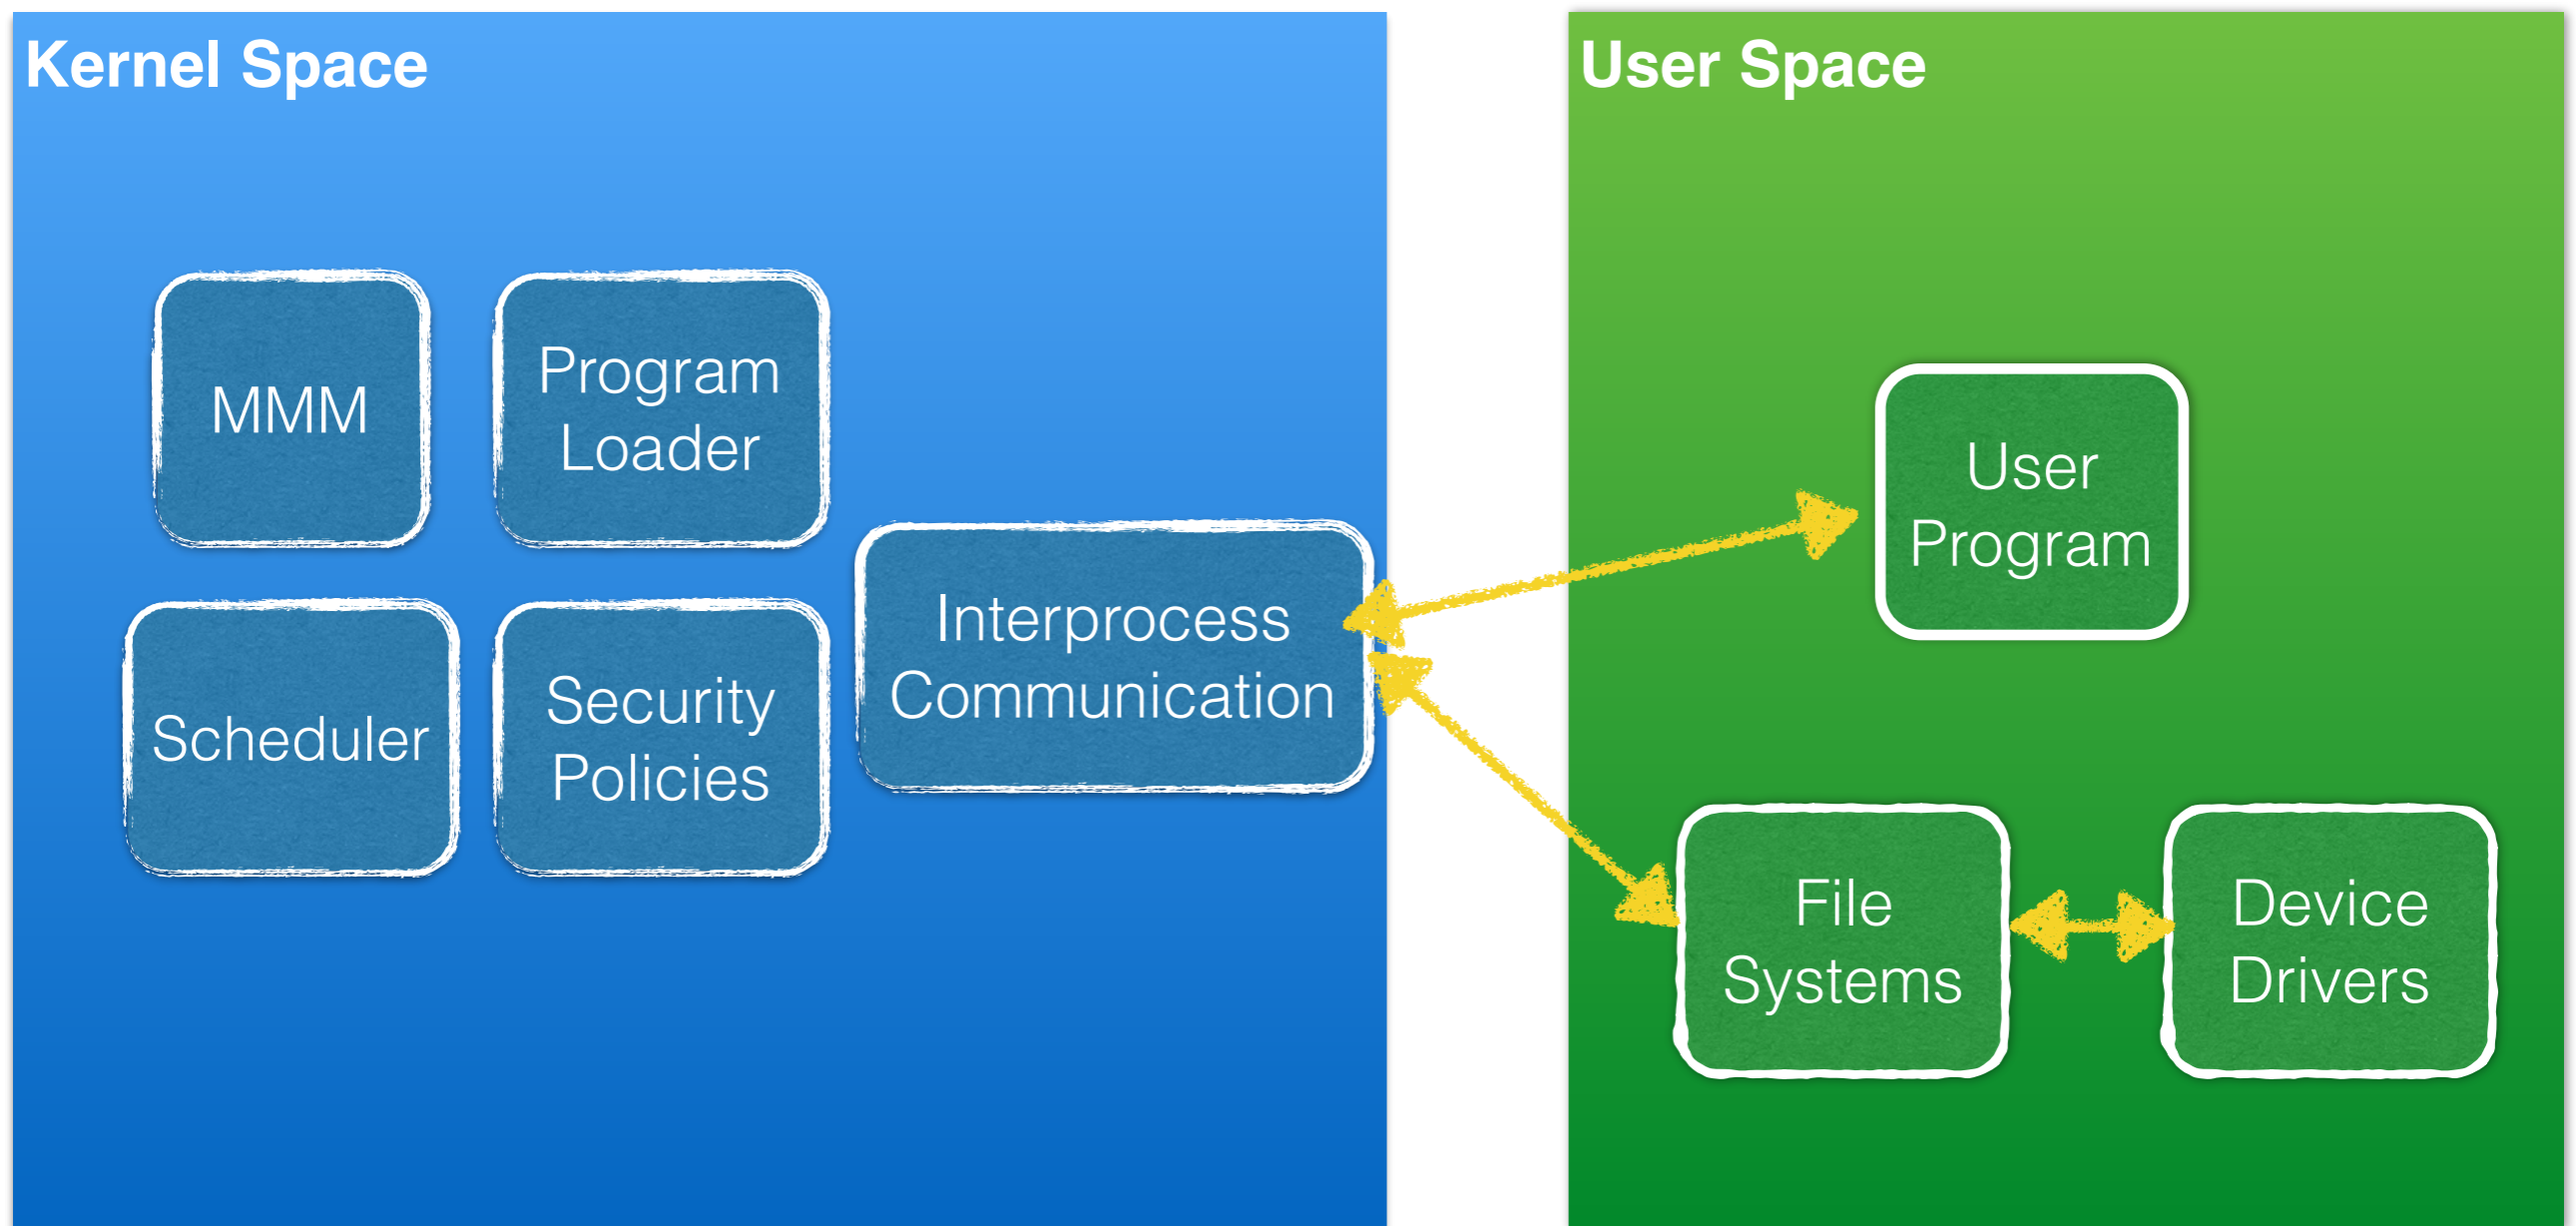 Kernel Space
User Space
MMM
Program
Loader
Scheduler
Security
Policies
Interprocess
Communication
User
Program
File
Systems
Device
Drivers